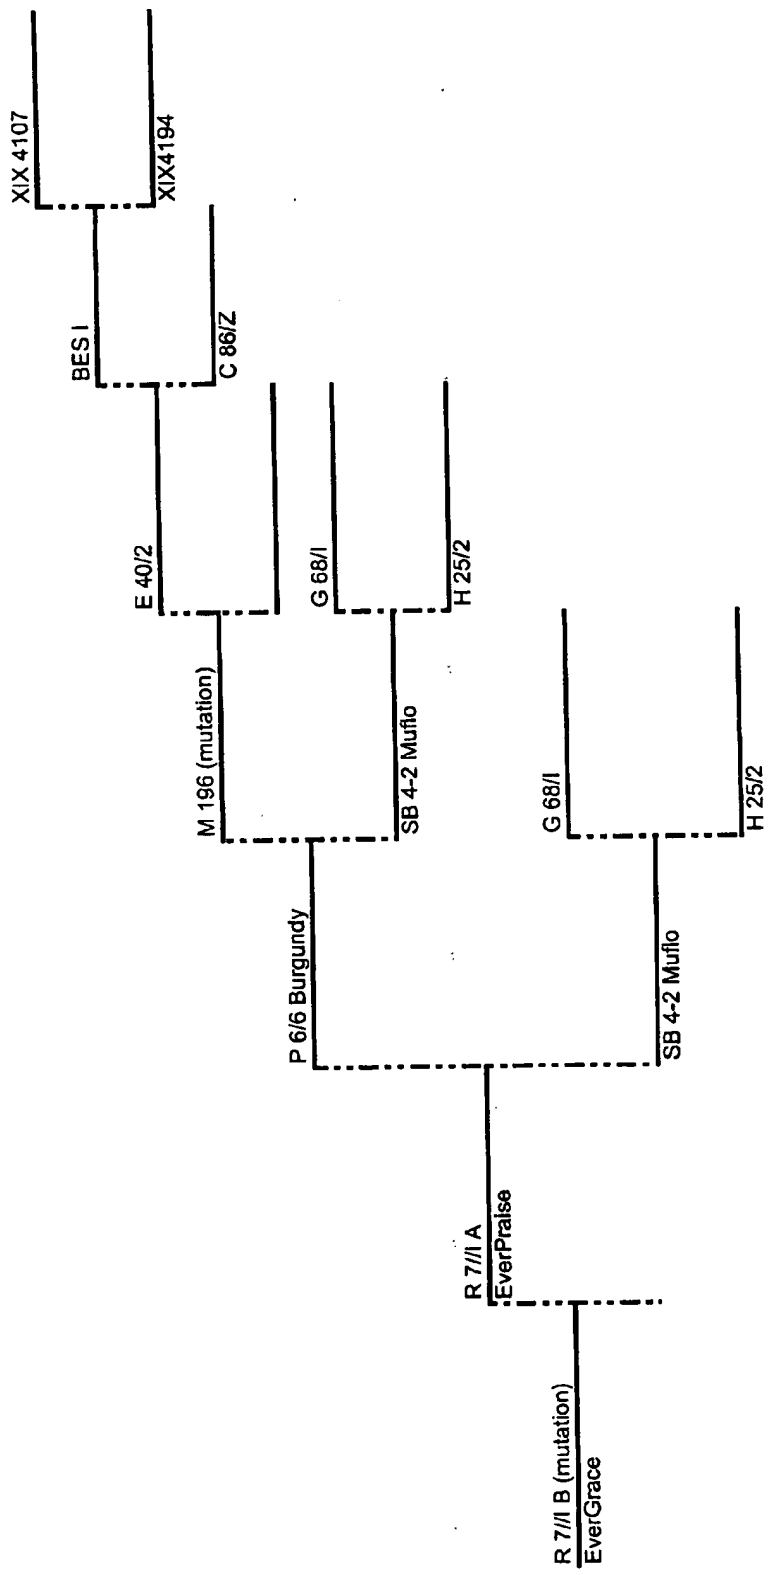 XIX 4107
XIX4194
BES I
C 86/Z
E 40/2
G 68/I
H 25/2
M 196 (mutation)
SB 4-2 Muflo
G 68/I
H 25/2
P 6/6 Burgundy
SB 4-2 Muflo
R 7//I A
EverPraise
R 7//I B (mutation)
EverGrace